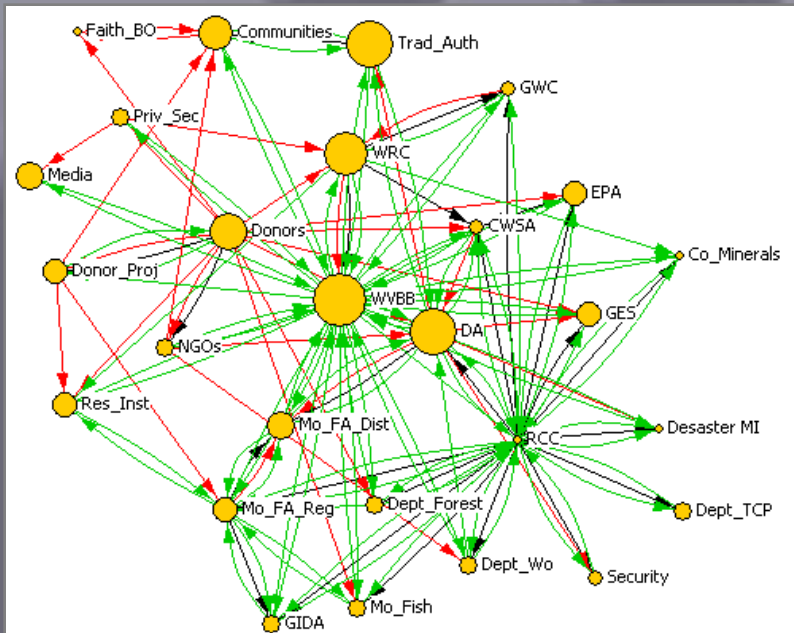 Faith_BO
Communities
Trad_Auth
GWC
Priv_Sec
WRC
Media
EPA
Donors
CWSA
Co_Minerals
Donor_Proj
WVBB
GES
DA
NGOs
Res_Inst
Mo_FA_Dist
Desaster MI
RCC
Mo_FA_Reg
Dept_Forest
Dept_TCP
Dept_Wo
Security
Mo_Fish
GIDA